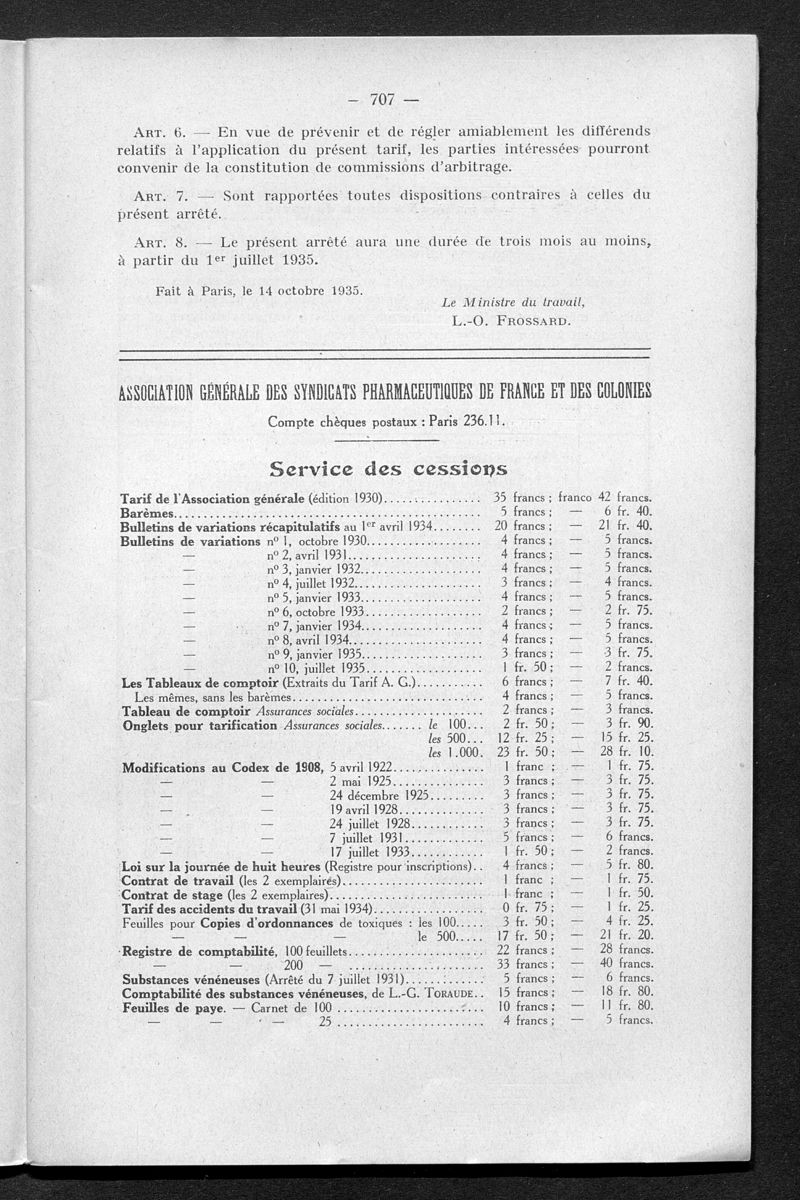 — 707 —
ART. 6. — En vue de prévenir et de régler amiablement les différends
relatifs à l'application du présent tarif, les parties intéressées pourront
convenir de la constitution de commissions d'arbitrage.
ART. 7. — Sont rapportées toutes dispositions contraires à celles du
présent arrêté.
ART. 8. — Le présent arrêté aura une durée de trois mois au moins,
à partir du 1er juillet 1935.
Fait à Paris, le 14 octobre 1935.
Le Ministre du travail,
L.-O. FROSSARD.
ASSOCIATION GÉNÉRALE DES SYNDICATS PHARMACEUTIQUES DE FRANCE ET DES COLONIES
Compte chèques postaux : Paris 236.11.
Service des cessions
Tarif de l'Association générale (édition 1930)................ 35 francs ; franco 42 francs.
Barèmes................ 5 francs ; — 6 fr. 40.
Bulletins de variations récapitulatifs au 1er avril 1934........ 20 francs ; — 21 fr. 40.
Bulletins de variations nº 1, octobre 1930................ 4 francs ; — 5 francs.
— nº 2, avril 1931................ 4 francs ; — 5 francs.
— nº 3, janvier 1932................ 4 francs ; — 5 francs.
— nº 4, juillet 1932................ 3 francs ; — 4 francs.
— nº 5, janvier 1933................ 4 francs ; — 5 francs.
— nº 6, octobre 1933................ 2 francs ; — 2 fr. 75.
— nº 7, janvier 1934................ 4 francs ; — 5 francs.
— nº 8, avril 1934................ 4 francs ; — 5 francs.
— nº 9, janvier 1935................ 3 francs ; — 3 fr. 75.
— nº 10, juillet 1935................ 1 fr. 50 ; — 2 francs.
Les Tableaux de comptoir (Extraits du Tarif A. G.)........... 6 francs ; — 7 fr. 40.
Les mêmes, sans les barèmes................ 4 francs ; — 5 francs.
Tableau de comptoir Assurances sociales................ 2 francs ; — 3 francs.
Onglets pour tarification Assurances sociales....... le 100... 2 fr. 50 ; — 3 fr. 90.
les 500... 12 fr. 25 ; — 15 fr. 25.
les 1.000. 23 fr. 50 ; — 28 fr. 10.
Modifications au Codex de 1908, 5 avril 1922............... 1 franc ; — 1 fr. 75.
— — 2 mai 1925............... 3 francs ; — 3 fr. 75.
— — 24 décembre 1925......... 3 francs ; — 3 fr. 75.
— — 19 avril 1928............. 3 francs ; — 3 fr. 75.
— — 24 juillet 1928............ 3 francs ; — 3 fr. 75.
— — 7 juillet 1931............ 5 francs ; — 6 francs.
— — 17 juillet 1933............ 1 fr. 50 ; — 2 francs.
Loi sur la journée de huit heures (Registre pour inscriptions).. 4 francs ; — 5 fr. 80.
Contrat de travail (les 2 exemplaires)................ 1 franc ; — 1 fr. 75.
Contrat de stage (les 2 exemplaires)................ 1 franc ; — 1 fr. 50.
Tarif des accidents du travail (31 mai 1934)................ 0 fr. 75 ; — 1 fr. 25.
Feuilles pour Copies d'ordonnances de toxiques : les 100..... 3 fr. 50 ; — 4 fr. 25.
— — — le 500..... 17 fr. 50 ; — 21 fr. 20.
Registre de comptabilité, 100 feuillets................ 22 francs ; — 28 francs.
— — 200 — ................ 33 francs ; — 40 francs.
Substances vénéneuses (Arrêté du 7 juillet 1931)............ 5 francs ; — 6 francs.
Comptabilité des substances vénéneuses, de L.-G. TORAUDE.. 15 francs ; — 18 fr. 80.
Feuilles de paye. — Carnet de 100 ................ 10 francs ; — 11 fr. 80.
— — — 25 ................ 4 francs ; — 5 francs.